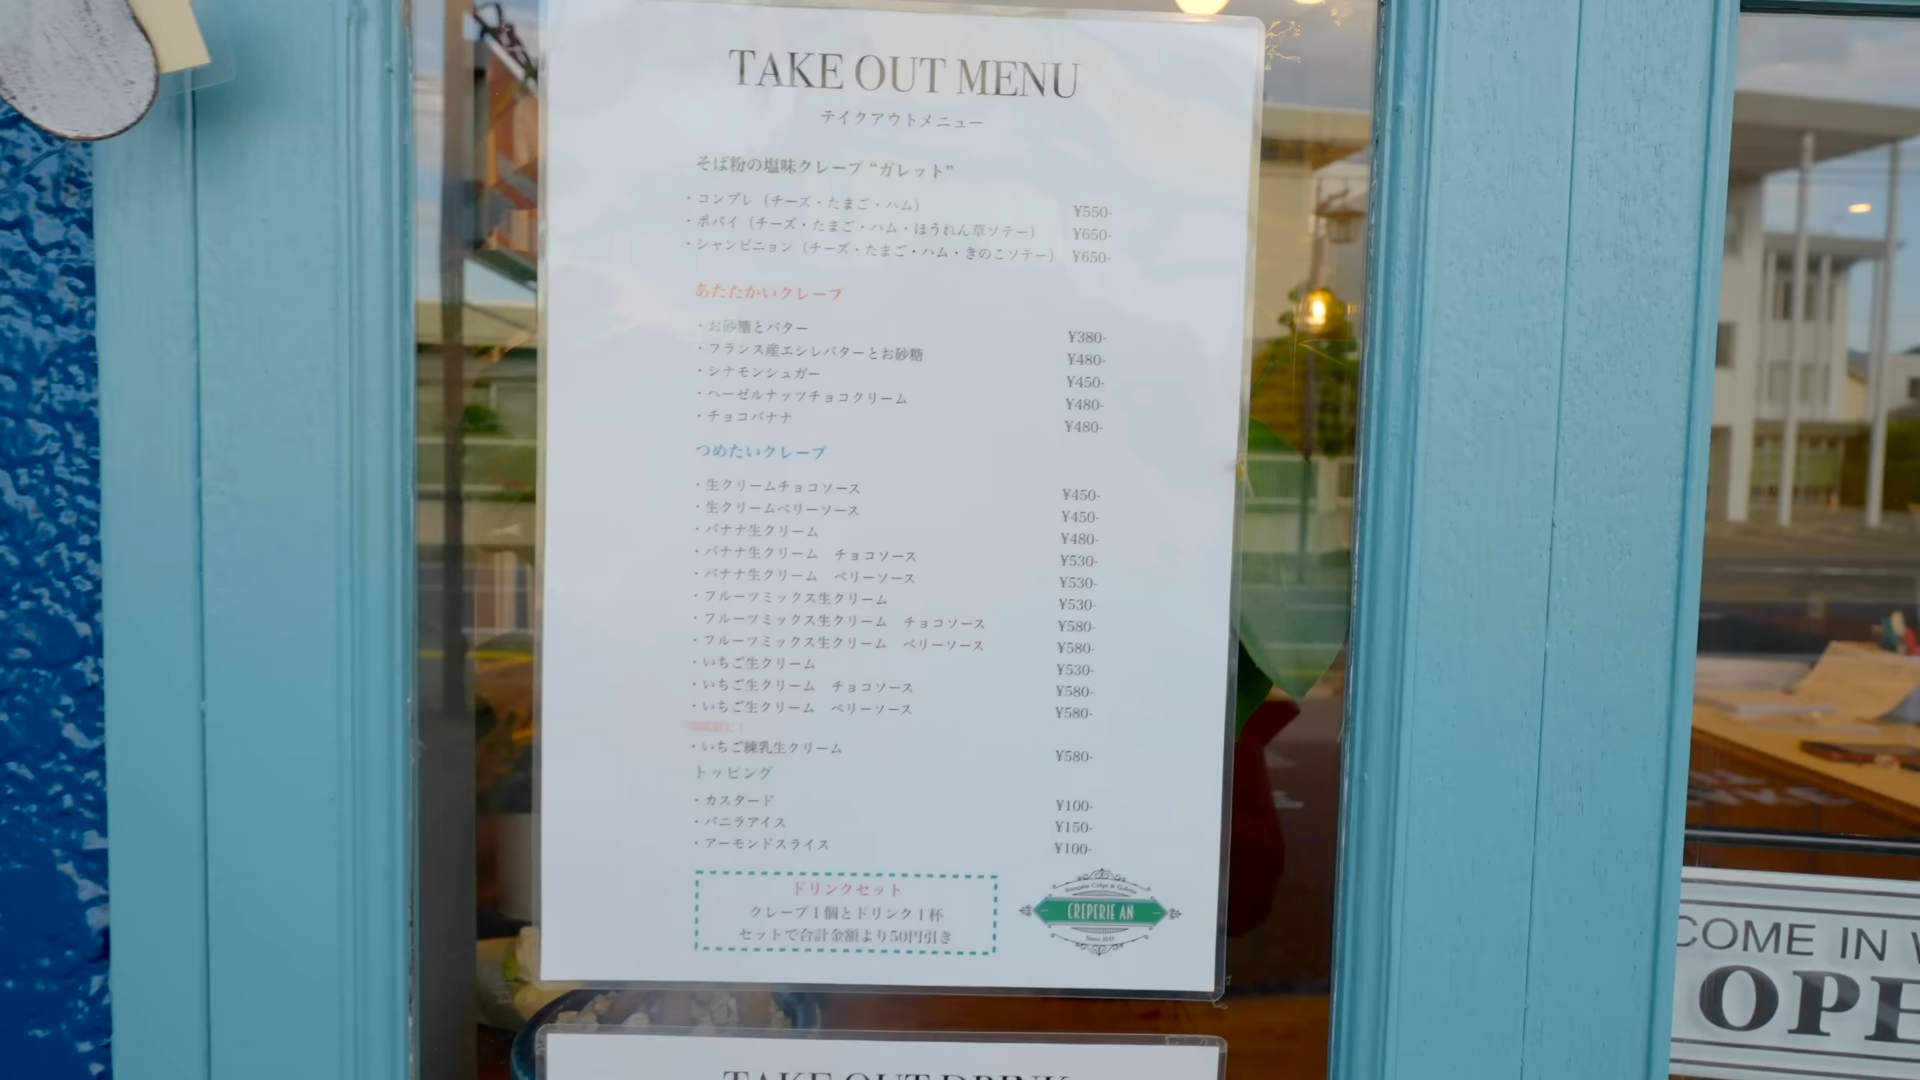 TAKE OUT MENU
テイクアウトメニュー
そば粉の塩味クレープ “ガレット”
・コンプレ（チーズ・たまご・ハム） ¥550-
・ポパイ（チーズ・たまご・ハム・ほうれん草ソテー） ¥650-
・シャンピニョン（チーズ・たまご・ハム・きのこソテー） ¥650-
あたたかいクレープ
・お砂糖とバター ¥380-
・フランス産エシレバターとお砂糖 ¥480-
・シナモンシュガー ¥450-
・ヘーゼルナッツチョコクリーム ¥480-
・チョコバナナ ¥480-
つめたいクレープ
・生クリームチョコソース ¥450-
・生クリームベリーソース ¥450-
・バナナ生クリーム ¥480-
・バナナ生クリーム　チョコソース ¥530-
・バナナ生クリーム　ベリーソース ¥530-
・フルーツミックス生クリーム ¥530-
・フルーツミックス生クリーム　チョコソース ¥580-
・フルーツミックス生クリーム　ベリーソース ¥580-
・いちご生クリーム ¥530-
・いちご生クリーム　チョコソース ¥580-
・いちご生クリーム　ベリーソース ¥580-
・いちご練乳生クリーム ¥580-
トッピング
・カスタード ¥100-
・バニラアイス ¥150-
・アーモンドスライス ¥100-
ドリンクセット
クレープ１個とドリンク１杯
セットで合計金額より50円引き
CREPERIE AN
TAKE OUT DRINK
COME IN W
OPE